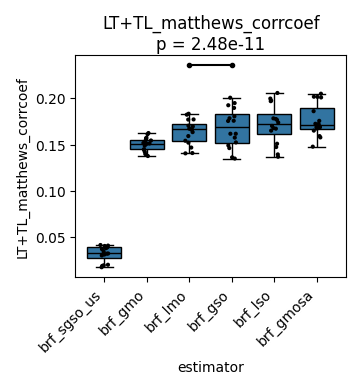 LT+TL_matthews_corrcoef
p = 2.48e-11
LT+TL_matthews_corrcoef
0.20
0.15
0.10
0.05
brf_sgso_us
brf_gmo
brf_lmo
brf_gso
brf_lso
brf_gmosa
estimator